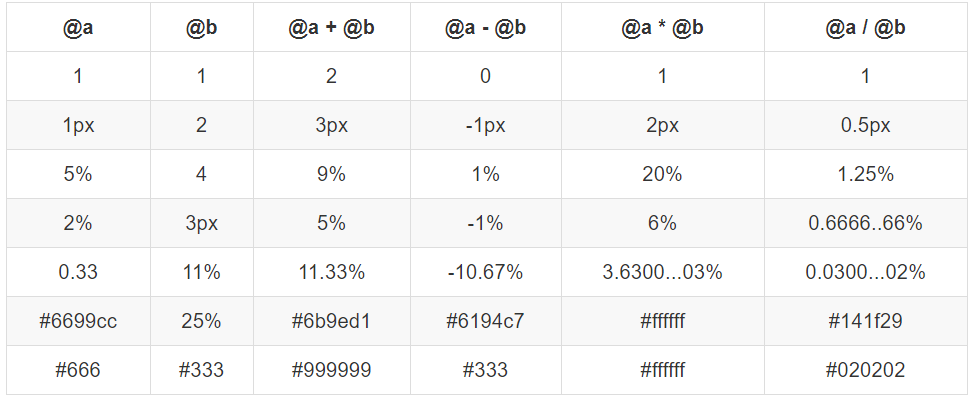 @a @b @a + @b @a - @b @a * @b @a / @b
1 1 2 0 1 1
1px 2 3px -1px 2px 0.5px
5% 4 9% 1% 20% 1.25%
2% 3px 5% -1% 6% 0.6666..66%
0.33 11% 11.33% -10.67% 3.6300...03% 0.0300...02%
#6699cc 25% #6b9ed1 #6194c7 #ffffff #141f29
#666 #333 #999999 #333 #ffffff #020202